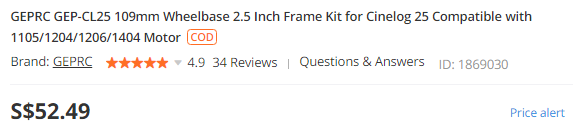 GEPRC GEP-CL25 109mm Wheelbase 2.5 Inch Frame Kit for Cinelog 25 Compatible with
1105/1204/1206/1404 Motor COD
Brand: GEPRC 4.9 34 Reviews | Questions & Answers ID: 1869030
S$52.49 Price alert